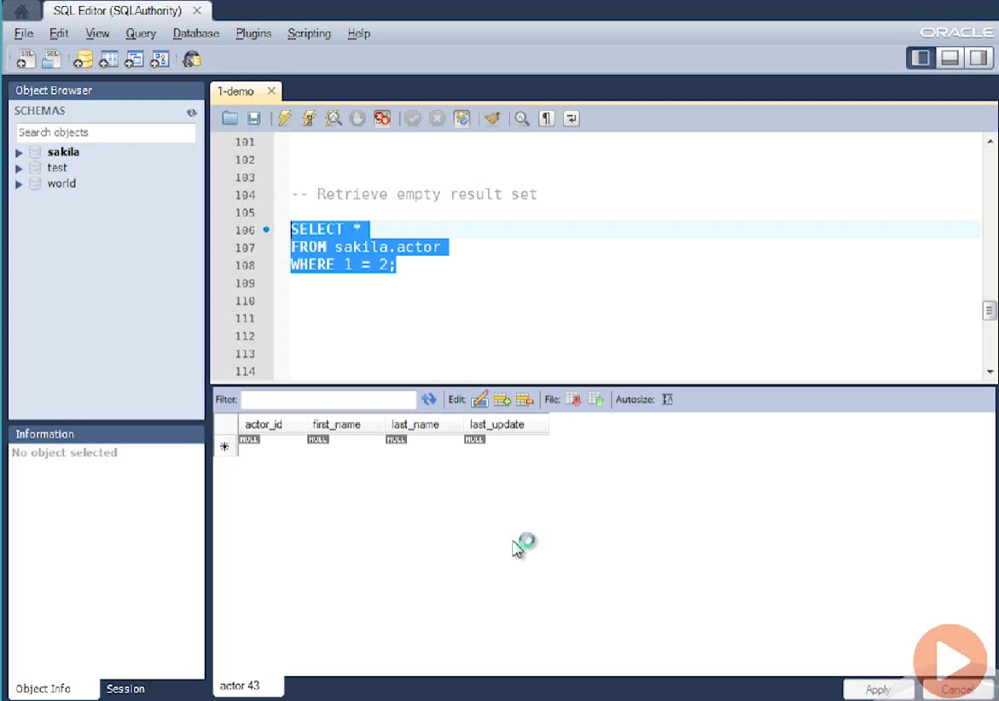 SQL Editor (SQLAuthority)
File Edit View Query Database Plugins Scripting Help
ORACLE
SQL SQL
Object Browser
1-demo
SCHEMAS
Search objects
sakila
test
world
101
102
103
104 -- Retrieve empty result set
105
106 SELECT *
107 FROM sakila.actor
108 WHERE 1 = 2;
109
110
111
112
113
114
Filter: Edit: File: Autosize:
actor_id first_name last_name last_update
NULL NULL NULL NULL
Information
No object selected
Object Info Session
actor 43
Apply Cancel